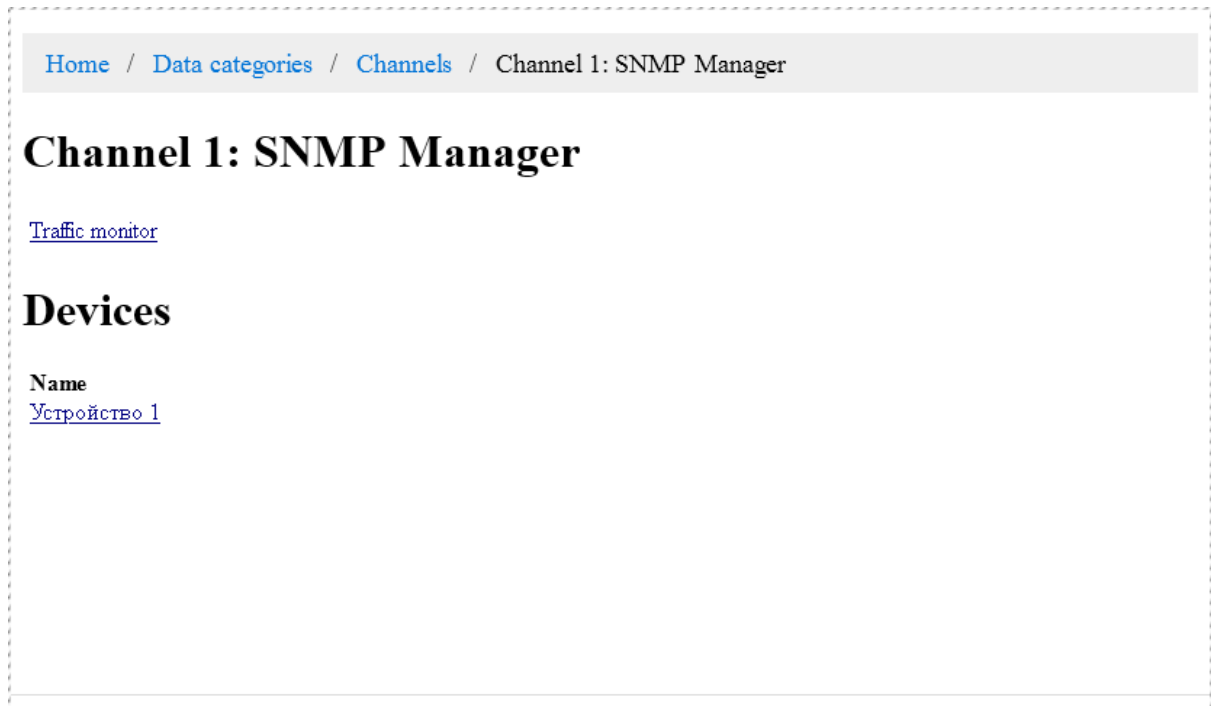 Home / Data categories / Channels / Channel 1: SNMP Manager
Channel 1: SNMP Manager
Traffic monitor
Devices
Name
Устройство 1